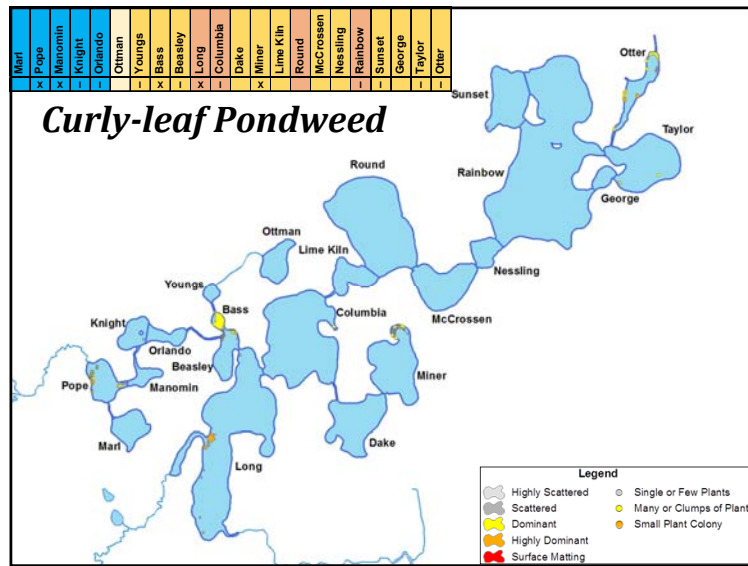 Marl
Pope
Manomin
Knight
Orlando
Ottman
Youngs
Bass
Beasley
Long
Columbia
Dake
Miner
Lime Kiln
Round
McCrossen
Nessling
Rainbow
Sunset
George
Taylor
Otter
X X I I I X I X I X I I I I
Curly-leaf Pondweed
Otter
Sunset
Taylor
Round
Rainbow
George
Ottman
Lime Kiln
Nessling
Youngs
Bass
Columbia
McCrossen
Knight
Orlando
Beasley
Pope
Manomin
Miner
Marl
Dake
Long
Legend
Highly Scattered
Single or Few Plants
Scattered
Many or Clumps of Plant
Dominant
Small Plant Colony
Highly Dominant
Surface Matting